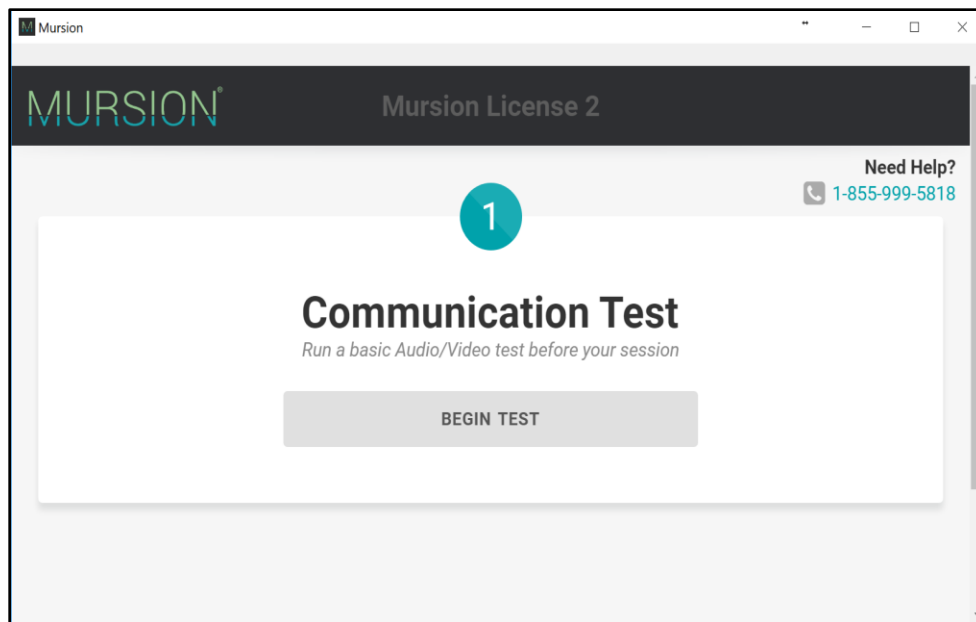 Mursion
MURSION®
Mursion License 2
Need Help?
1-855-999-5818
1
Communication Test
Run a basic Audio/Video test before your session
BEGIN TEST